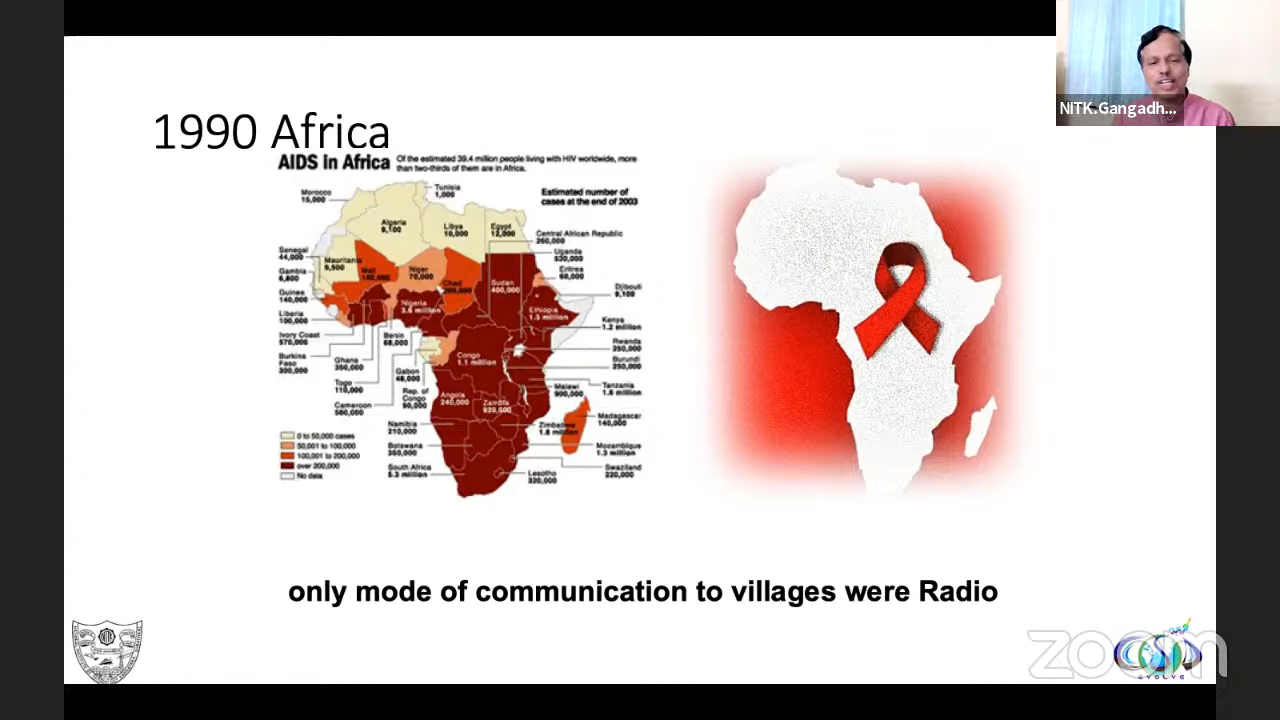 NITK.Gangadh...
1990 Africa
AIDS in Africa
Of the estimated 39.4 million people living with HIV worldwide, more
than two-thirds of them are in Africa.
Estimated number of
cases at the end of 2003
Morocco
15,000
Tunisia
1,000
Algeria
9,100
Libya
10,000
Egypt
12,000
Central African Republic
260,000
Uganda
530,000
Eritrea
60,000
Djibouti
9,100
Kenya
1.2 million
Rwanda
250,000
Burundi
250,000
Tanzania
1.6 million
Malawi
900,000
Madagascar
140,000
Zimbabwe
1.8 million
Mozambique
1.3 million
Swaziland
220,000
Lesotho
320,000
Senegal
44,000
Mauritania
9,500
Gambia
6,800
Mali
140,000
Niger
70,000
Chad
200,000
Sudan
400,000
Guinee
140,000
Nigeria
3.6 million
Ethiopia
1.5 million
Liberia
100,000
Ivory Coast
570,000
Benin
68,000
Burkina
Faso
300,000
Ghana
350,000
Togo
110,000
Gabon
48,000
Congo
1.1 million
Cameroon
560,000
Rep. of
Congo
90,000
Angola
240,000
Zambia
920,000
Namibia
210,000
Botswana
350,000
South Africa
5.3 million
0 to 50,000 cases
50,001 to 100,000
100,001 to 200,000
over 200,000
No data
only mode of communication to villages were Radio
zoom
EVOLVE